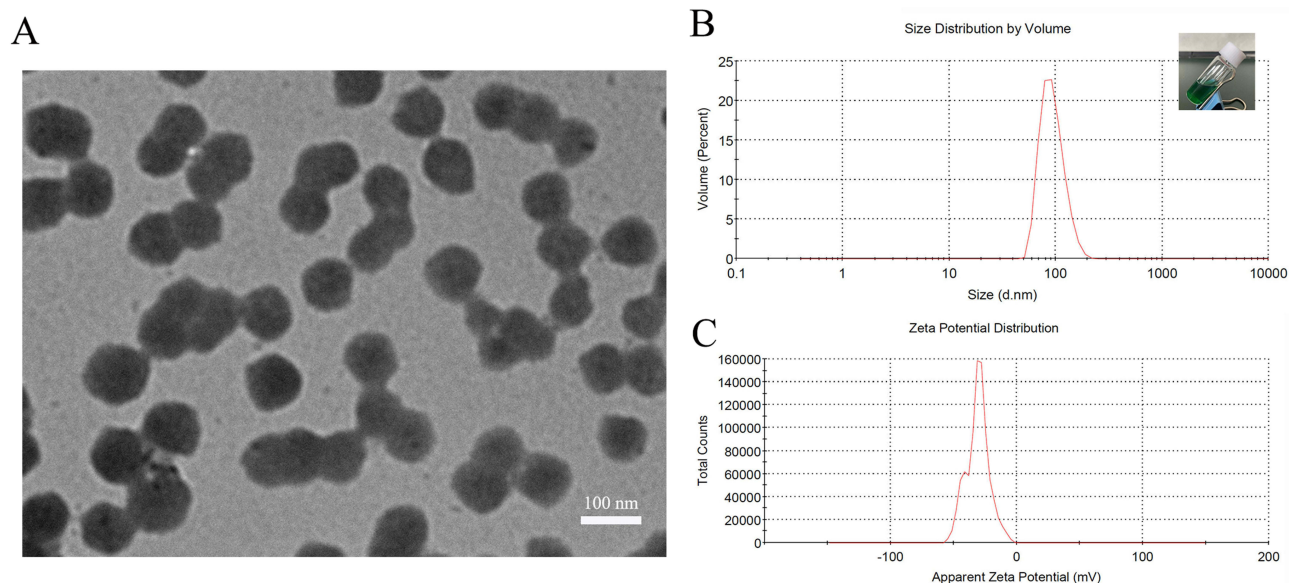 A
100 nm
B
Size Distribution by Volume
Volume (Percent)
25
20
15
10
5
0
0.1 1 10 100 1000 10000
Size (d.nm)
C
Zeta Potential Distribution
Total Counts
160000
140000
120000
100000
80000
60000
40000
20000
0
-100 0 100 200
Apparent Zeta Potential (mV)